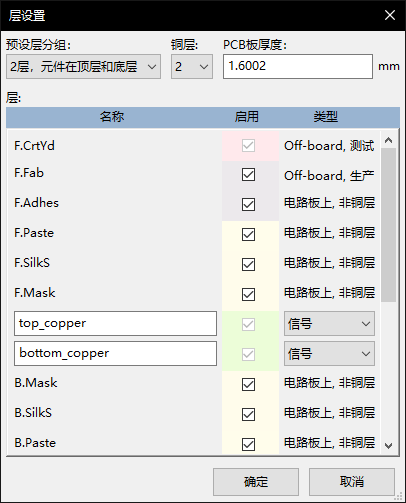 层设置
预设层分组: 铜层: PCB板厚度:
2层，元件在顶层和底层 2 1.6002 mm
层:
名称 启用 类型
F.CrtYd Off-board, 测试
F.Fab Off-board, 生产
F.Adhes 电路板上, 非铜层
F.Paste 电路板上, 非铜层
F.SilkS 电路板上, 非铜层
F.Mask 电路板上, 非铜层
top_copper 信号
bottom_copper 信号
B.Mask 电路板上, 非铜层
B.SilkS 电路板上, 非铜层
B.Paste 电路板上, 非铜层
确定 取消